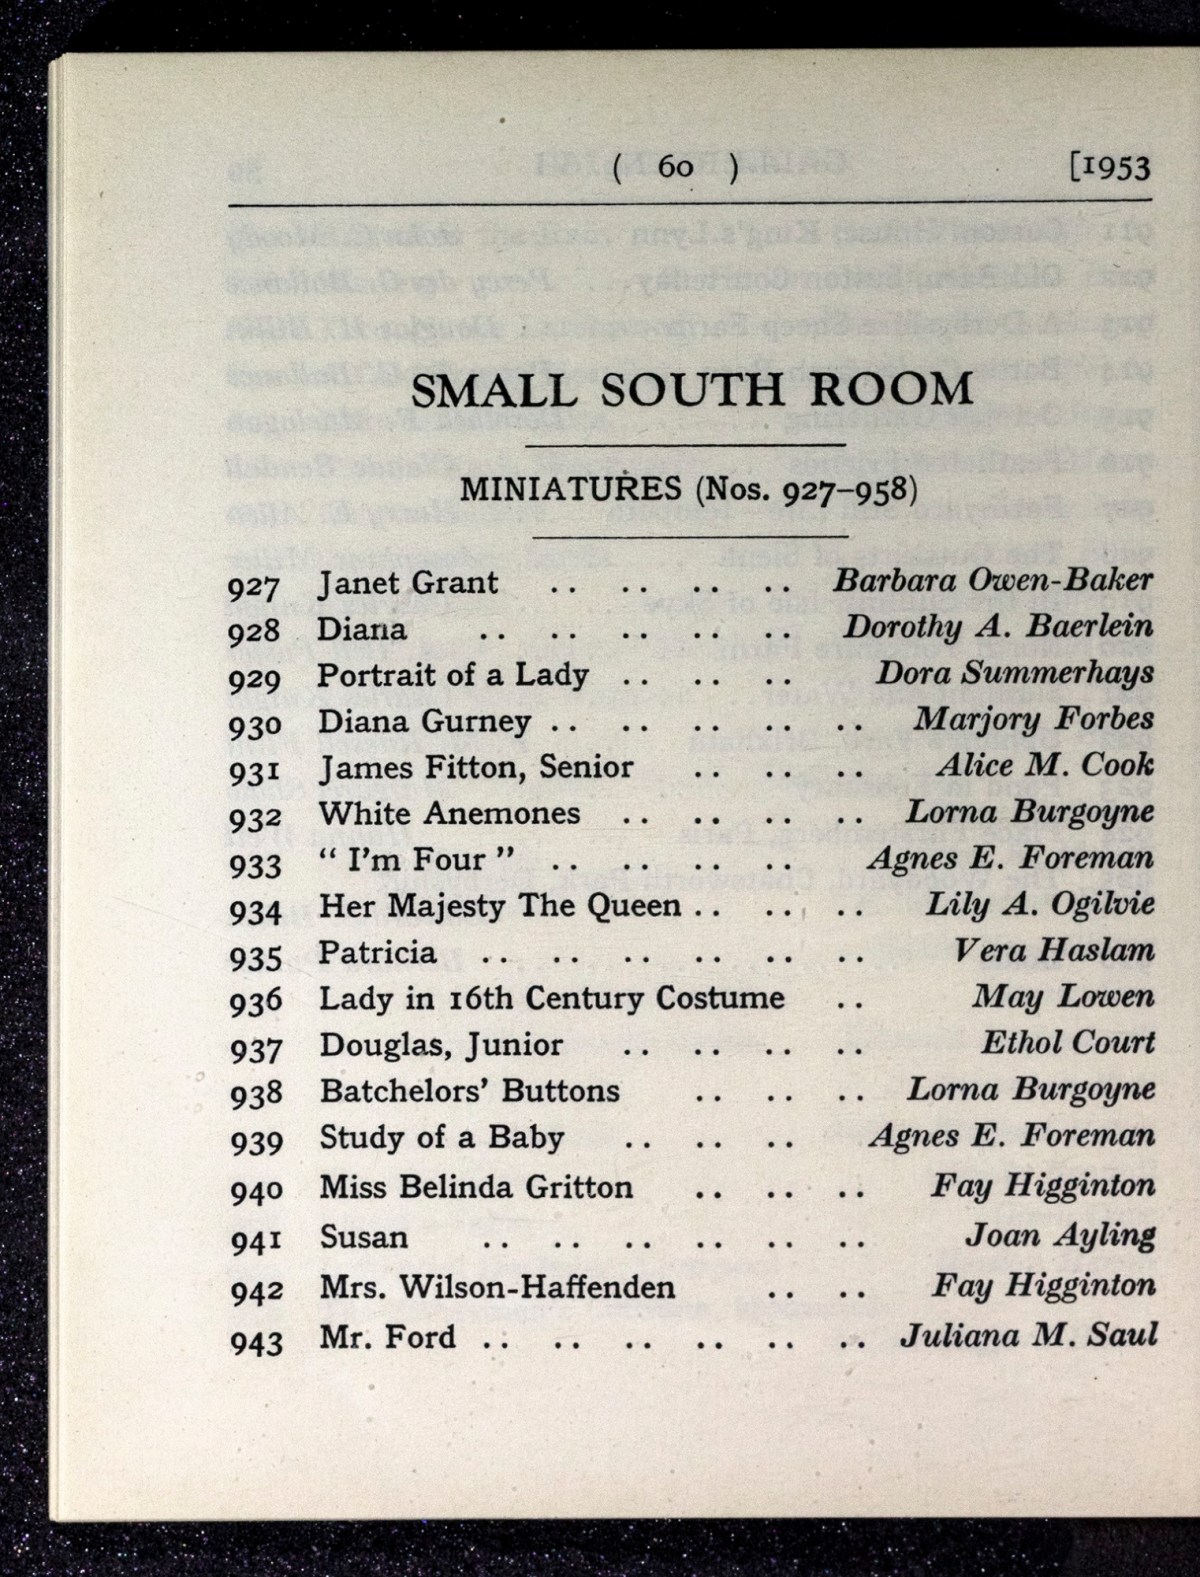 ( 60 ) [1953
SMALL SOUTH ROOM
MINIATURES (Nos. 927–958)
927 Janet Grant .. .. .. .. Barbara Owen-Baker
928 Diana .. .. .. .. .. Dorothy A. Baerlein
929 Portrait of a Lady .. .. .. Dora Summerhays
930 Diana Gurney .. .. .. .. .. Marjory Forbes
931 James Fitton, Senior .. .. .. Alice M. Cook
932 White Anemones .. .. .. .. Lorna Burgoyne
933 “ I'm Four ” .. .. .. .. Agnes E. Foreman
934 Her Majesty The Queen .. .. .. Lily A. Ogilvie
935 Patricia .. .. .. .. .. .. Vera Haslam
936 Lady in 16th Century Costume .. May Lowen
937 Douglas, Junior .. .. .. .. Ethol Court
938 Batchelors' Buttons .. .. .. Lorna Burgoyne
939 Study of a Baby .. .. .. Agnes E. Foreman
940 Miss Belinda Gritton .. .. .. Fay Higginton
941 Susan .. .. .. .. .. .. Joan Ayling
942 Mrs. Wilson-Haffenden .. .. Fay Higginton
943 Mr. Ford .. .. .. .. .. .. Juliana M. Saul